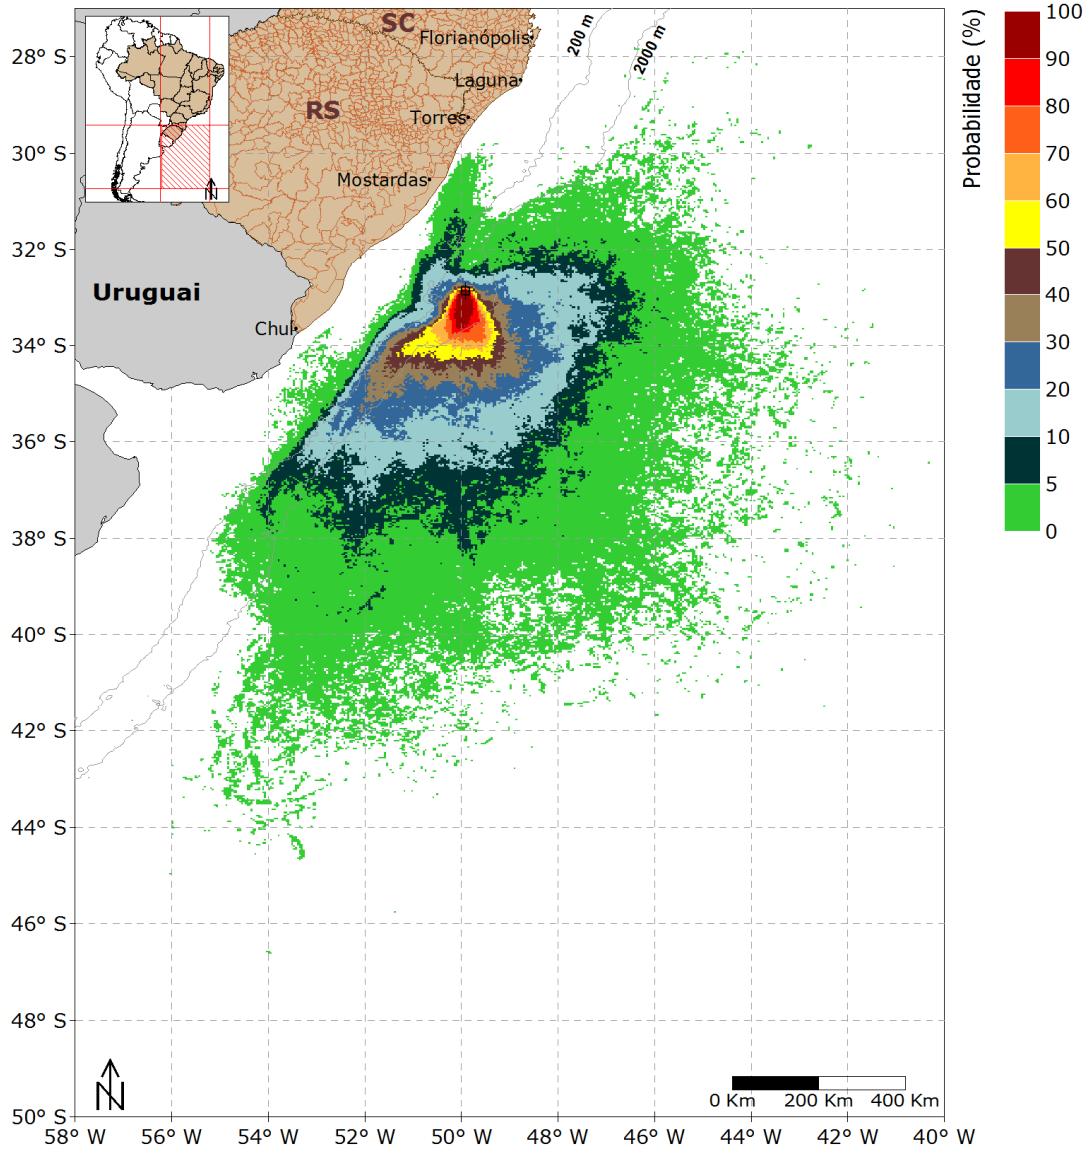 SC
Florianópolis
Laguna
Torres
RS
Mostardas
Uruguai
Chuí
200 m
2000 m
N
N
28° S
30° S
32° S
34° S
36° S
38° S
40° S
42° S
44° S
46° S
48° S
50° S
58° W
56° W
54° W
52° W
50° W
48° W
46° W
44° W
42° W
40° W
0 Km
200 Km
400 Km
Probabilidade (%)
100
90
80
70
60
50
40
30
20
10
5
0